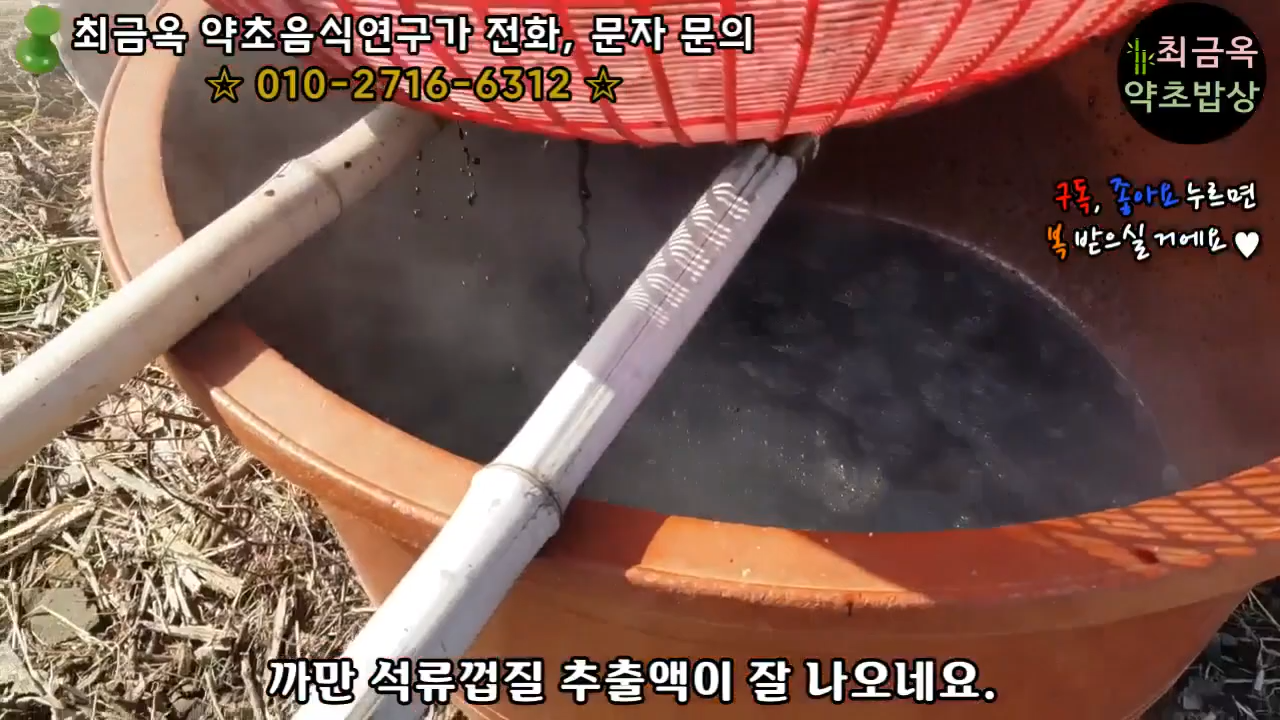 최금옥 약초음식연구가 전화, 문자 문의
☆ 010-2716-6312 ☆
최금옥
약초밥상
구독, 좋아요 누르면
복 받으실 거에요 ♥
까만 석류껍질 추출액이 잘 나오네요.